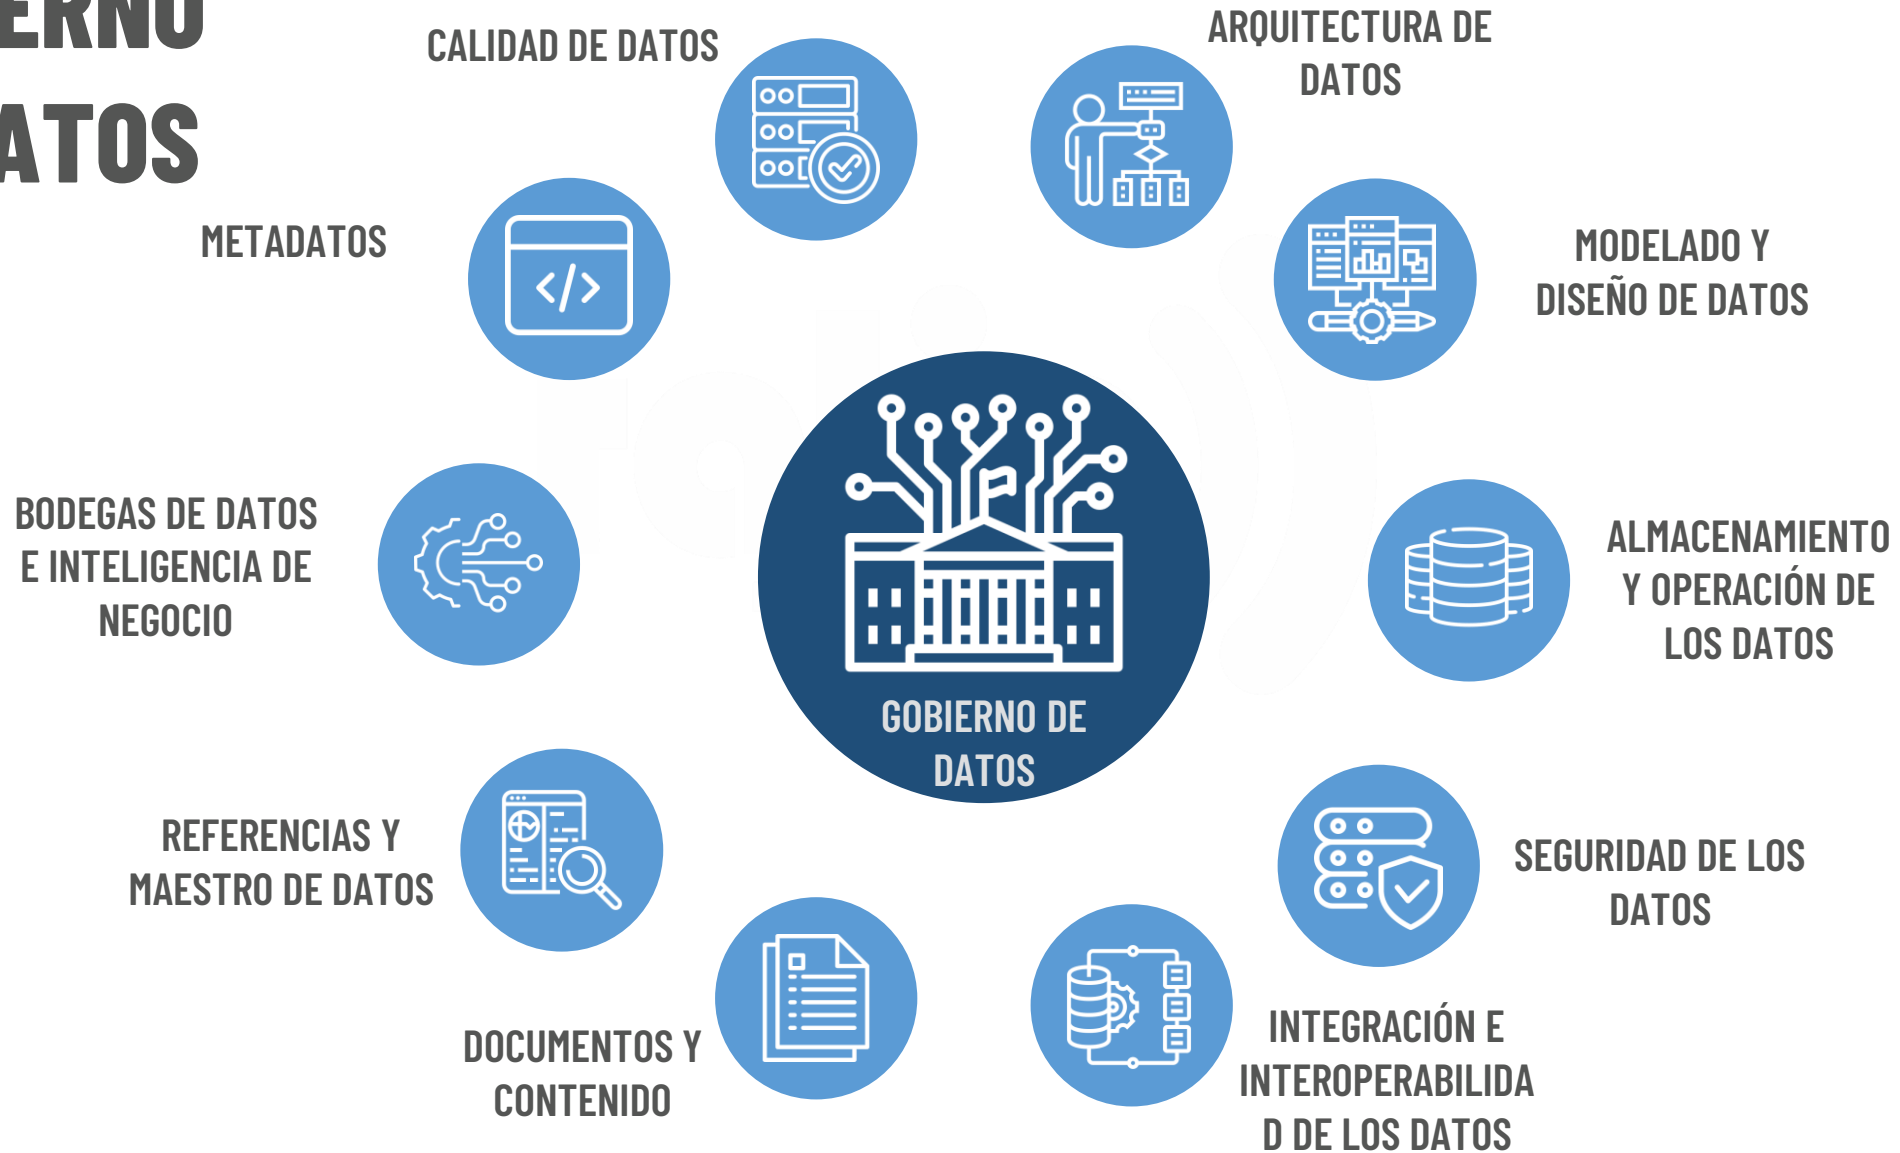 ERNO
ATOS
CALIDAD DE DATOS
ARQUITECTURA DE
DATOS
METADATOS
MODELADO Y
DISEÑO DE DATOS
BODEGAS DE DATOS
E INTELIGENCIA DE
NEGOCIO
ALMACENAMIENTO
Y OPERACIÓN DE
LOS DATOS
GOBIERNO DE
DATOS
REFERENCIAS Y
MAESTRO DE DATOS
SEGURIDAD DE LOS
DATOS
DOCUMENTOS Y
CONTENIDO
INTEGRACIÓN E
INTEROPERABILIDA
D DE LOS DATOS